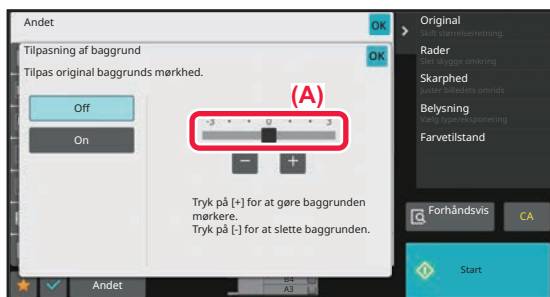 Andet
OK
Tilpasning af baggrund
OK
Tilpas original baggrunds mørkhed.
Off
On
(A)
-3 • • 0 • • 3
−
+
Tryk på [+] for at gøre baggrunden
mørkere.
Tryk på [-] for at slette baggrunden.
Original
Skift størrelse/retning.
Rader
Slet skygge omkring
Skarphed
Juster billedets omrids
Belysning
Vælg type/eksponering
Farvetilstand
Forhåndsvis
CA
Start
Andet
B4
A3